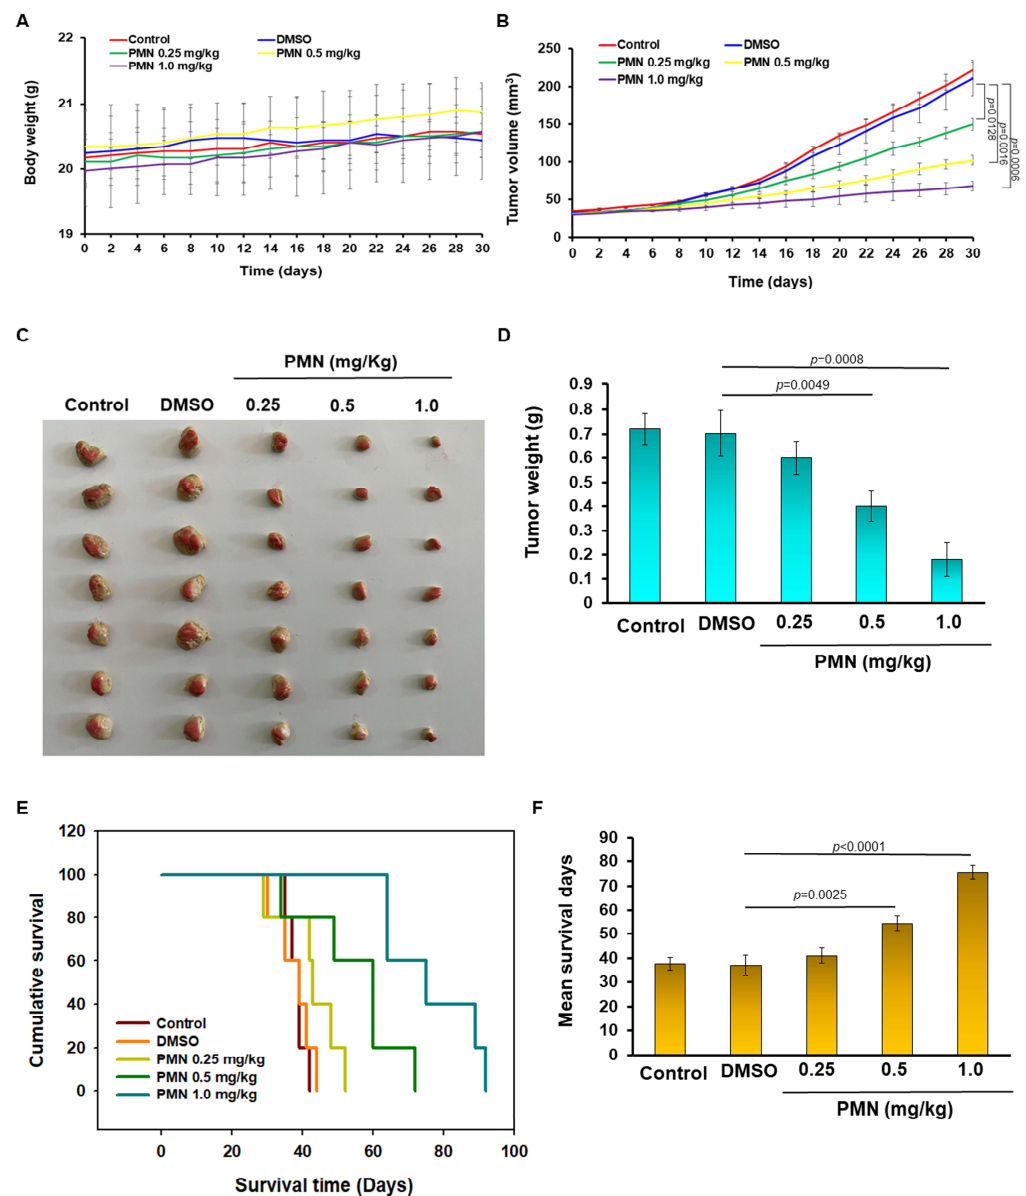 A
22
21
20
19
Body weight (g)
Control
DMSO
PMN 0.25 mg/kg
PMN 0.5 mg/kg
PMN 1.0 mg/kg
0 2 4 6 8 10 12 14 16 18 20 22 24 26 28 30
Time (days)
B
250
200
150
100
50
0
Tumor volume (mm3)
Control
DMSO
PMN 0.25 mg/kg
PMN 0.5 mg/kg
PMN 1.0 mg/kg
p=0.0128
p=0.0016
p=0.0006
0 2 4 6 8 10 12 14 16 18 20 22 24 26 28 30
Time (days)
C
PMN (mg/Kg)
Control DMSO 0.25 0.5 1.0
D
p=0.0008
p=0.0049
0.9
0.8
0.7
0.6
0.5
0.4
0.3
0.2
0.1
0
Tumor weight (g)
Control DMSO 0.25 0.5 1.0
PMN (mg/kg)
E
120
100
80
60
40
20
0
Cumulative survival
Control
DMSO
PMN 0.25 mg/kg
PMN 0.5 mg/kg
PMN 1.0 mg/kg
0 20 40 60 80 100
Survival time (Days)
F
90
80
70
60
50
40
30
20
10
0
Mean survival days
p<0.0001
p=0.0025
Control DMSO 0.25 0.5 1.0
PMN (mg/kg)